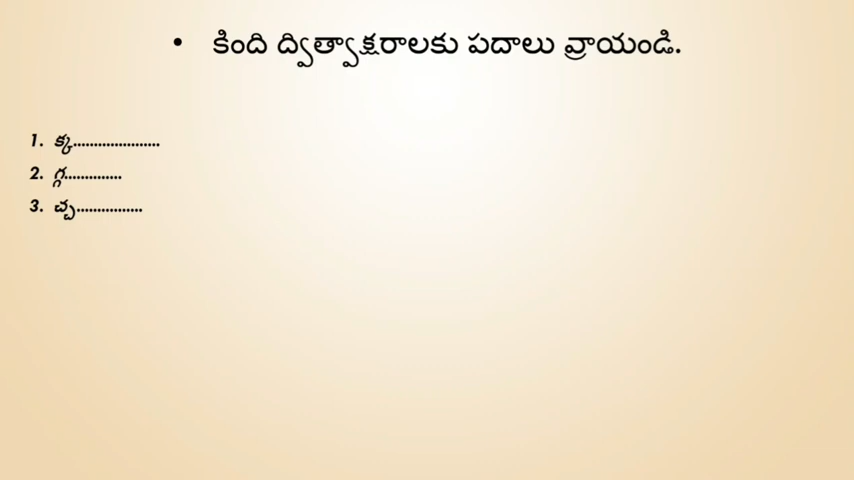 • కింది ద్విత్వాక్షరాలకు పదాలు వ్రాయండి.
1. క్క.....................
2. గ్గ..............
3. చ్చ................